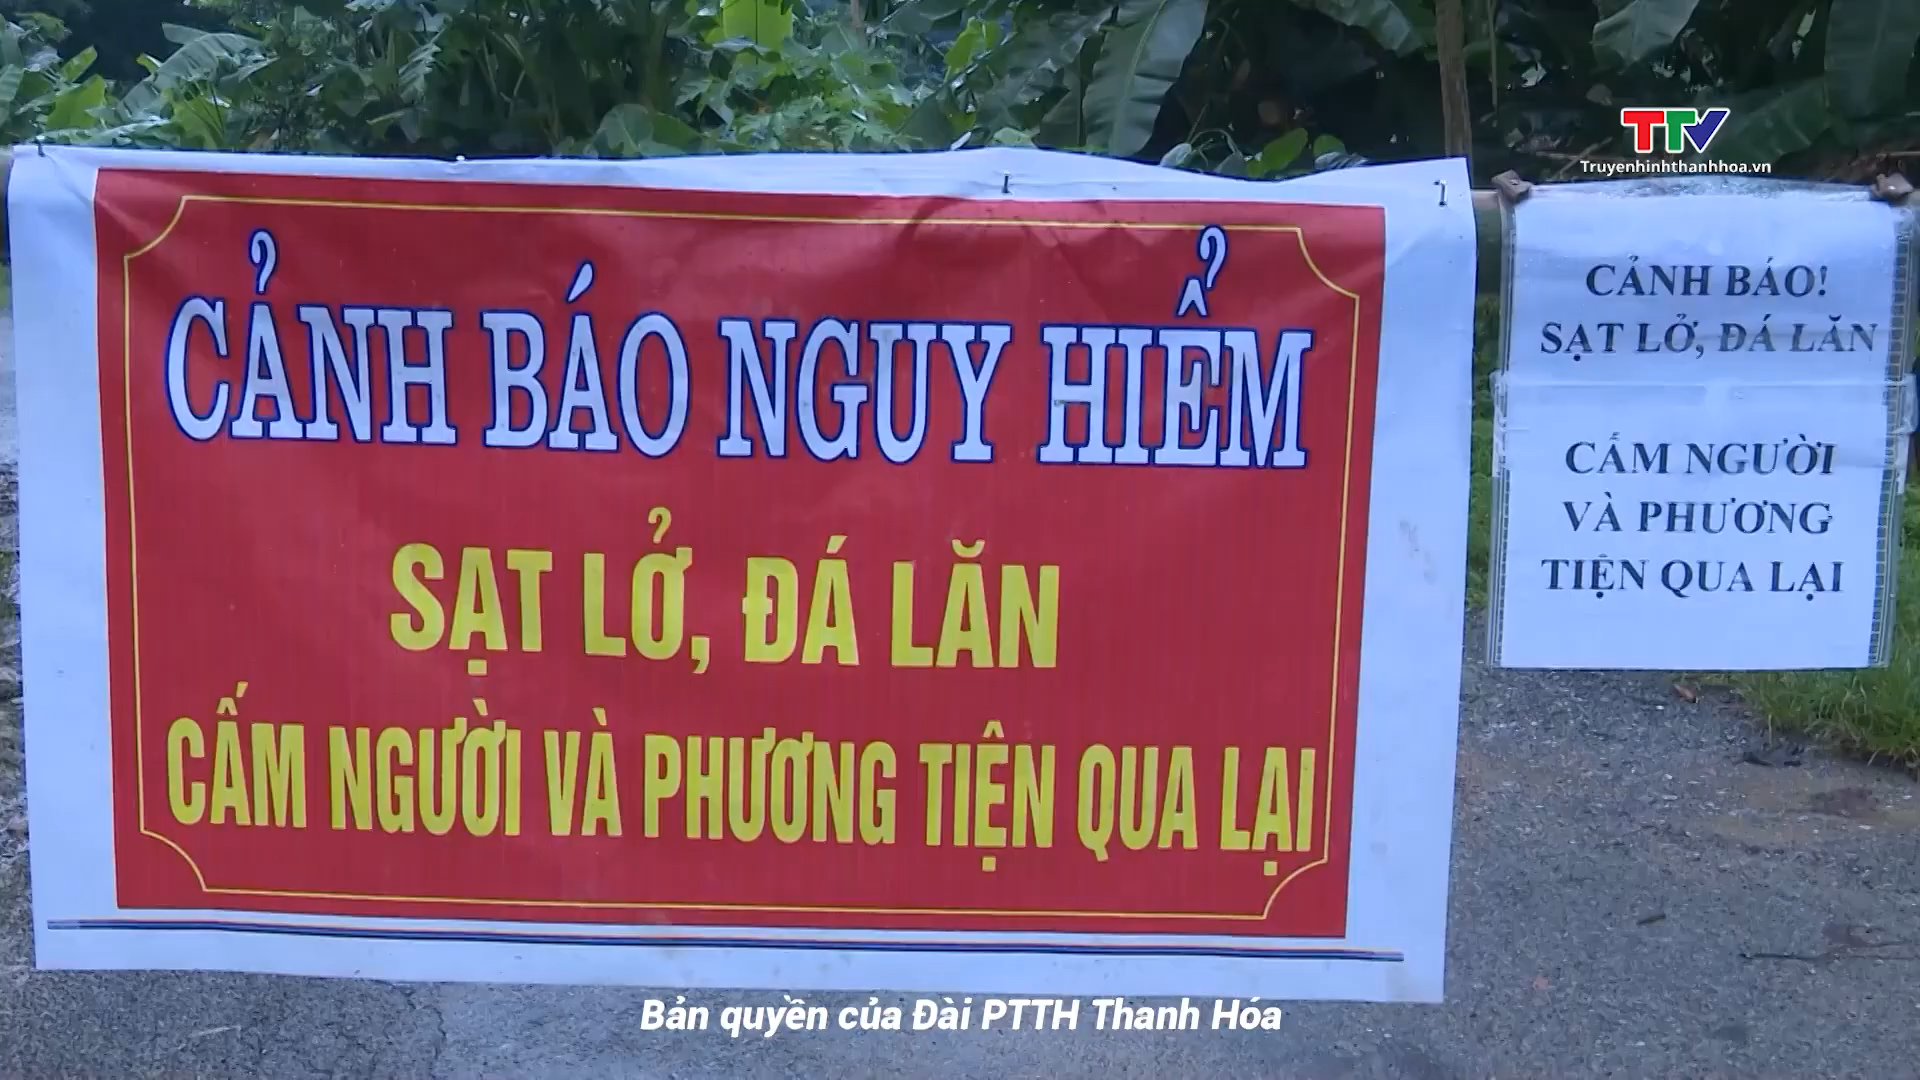 TTV
Truyenhinhthanhhoa.vn
CẢNH BÁO NGUY HIỂM
SẠT LỞ, ĐÁ LĂN
CẤM NGƯỜI VÀ PHƯƠNG TIỆN QUA LẠI
CẢNH BÁO!
SẠT LỞ, ĐÁ LĂN
CẤM NGƯỜI
VÀ PHƯƠNG
TIỆN QUA LẠI
Bản quyền của Đài PTTH Thanh Hóa